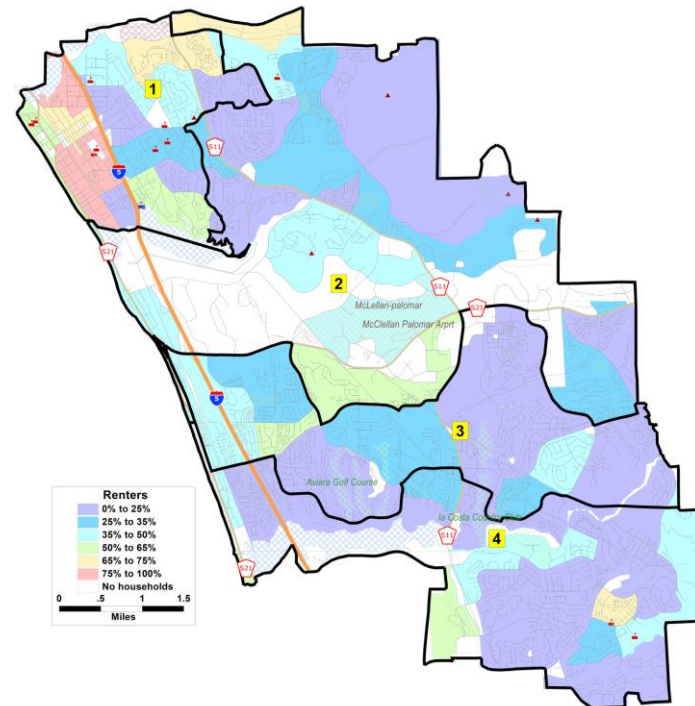 1
S11
5
S21
2
S11
McLellan-palomar
S21
McClellan Palomar Arprt
5
3
Aviara Golf Course
la Costa Country Club
S11
4
S21
Renters
0% to 25%
25% to 35%
35% to 50%
50% to 65%
65% to 75%
75% to 100%
No households
0 .5 1 1.5
Miles